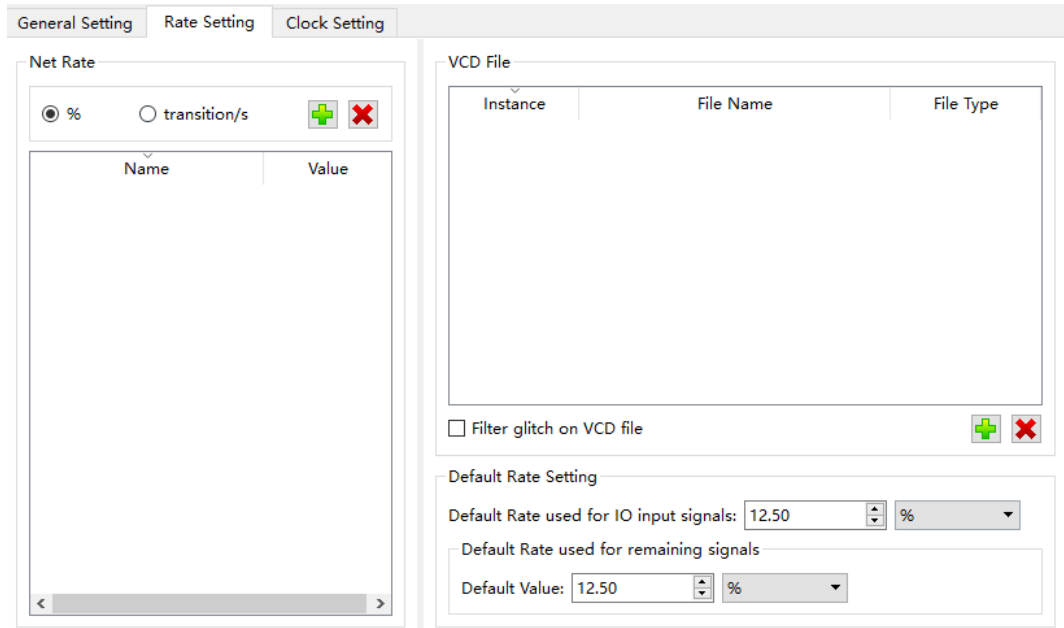 General Setting Rate Setting Clock Setting
Net Rate
% transition/s
Name Value
VCD File
Instance File Name File Type
Filter glitch on VCD file
Default Rate Setting
Default Rate used for IO input signals: 12.50 %
Default Rate used for remaining signals
Default Value: 12.50 %